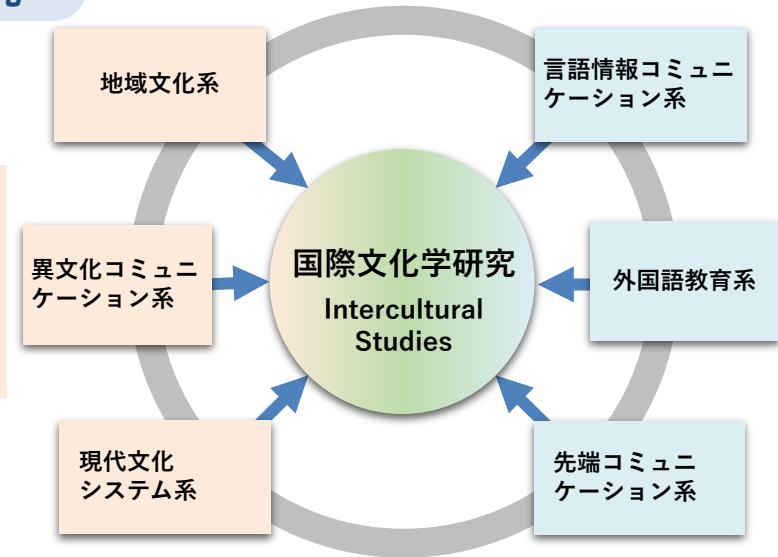 地域文化系
言語情報コミュニ
ケーション系
異文化コミュニ
ケーション系
国際文化学研究
Intercultural
Studies
外国語教育系
現代文化
システム系
先端コミュニ
ケーション系